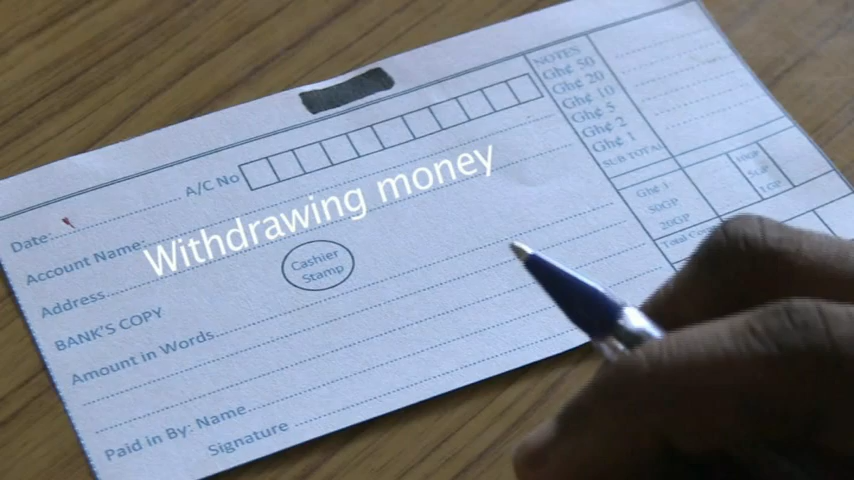 NOTES
Gh₵ 50
Gh₵ 20
Gh₵ 10
Gh₵ 5
Gh₵ 2
Gh₵ 1
SUB TOTAL
Gh₵ 1
50GP
20GP
10GP
5GP
1GP
A/C No
Date:
Account Name:
Withdrawing money
Address
Cashier
Stamp
BANK'S COPY
Amount in Words
Paid in By: Name
Signature